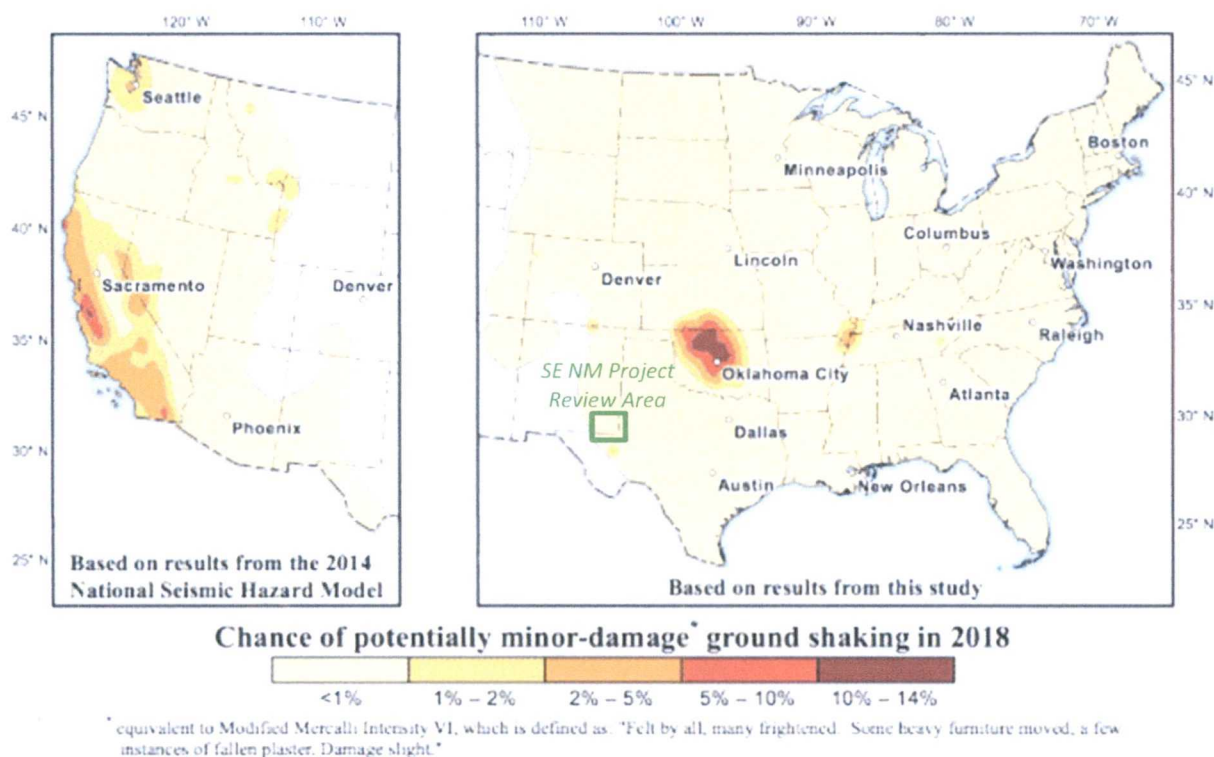 120° W 110° W
110° W 100° W 90° W 80° W 70° W
45° N
40° N
35° N
30° N
25° N
Seattle
Sacramento
Denver
Phoenix
Based on results from the 2014
National Seismic Hazard Model
Boston
Minneapolis
Columbus
Washington
Lincoln
Denver
Nashville
Raleigh
Oklahoma City
SE NM Project
Review Area
Atlanta
Dallas
Austin
New Orleans
Based on results from this study
45° N
40° N
35° N
30° N
25° N
Chance of potentially minor-damage* ground shaking in 2018
<1% 1% – 2% 2% – 5% 5% – 10% 10% – 14%
* equivalent to Modified Mercalli Intensity VI, which is defined as: "Felt by all, many frightened. Some heavy furniture moved, a few
instances of fallen plaster. Damage slight."